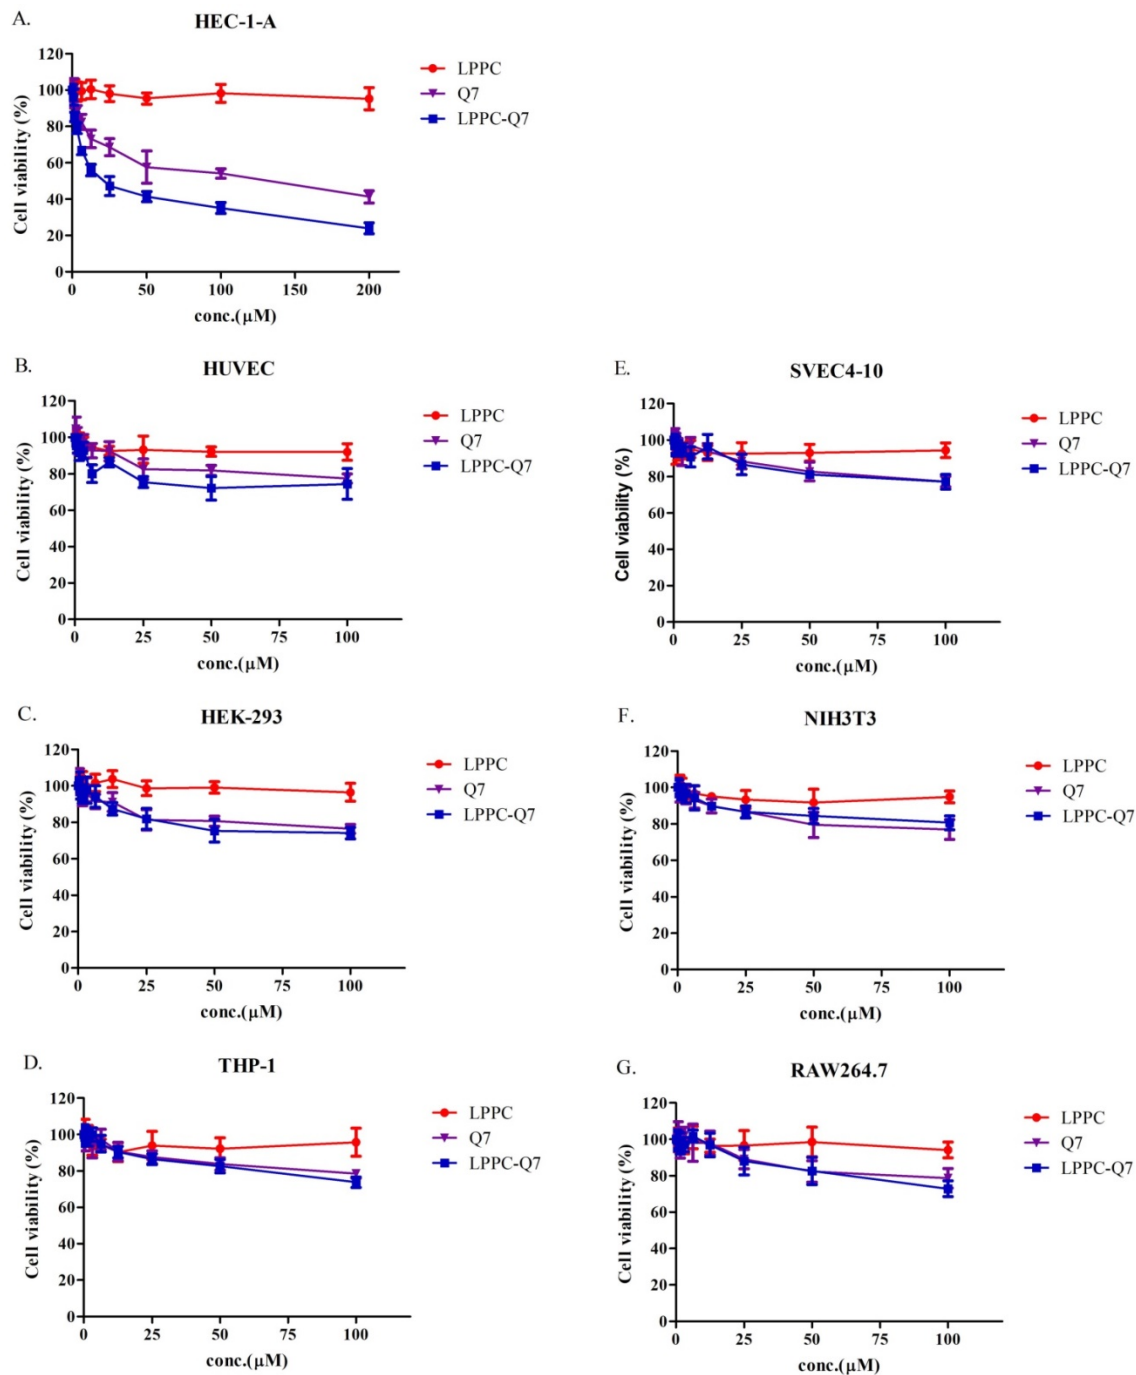 A.
HEC-1-A
120
100
80
60
40
20
0
Cell viability (%)
0 50 100 150 200
conc.(μM)
LPPC
Q7
LPPC-Q7
B.
HUVEC
120
100
80
60
40
20
0
Cell viability (%)
0 25 50 75 100
conc.(μM)
LPPC
Q7
LPPC-Q7
E.
SVEC4-10
120
100
80
60
40
20
0
Cell viability (%)
0 25 50 75 100
conc.(μM)
LPPC
Q7
LPPC-Q7
C.
HEK-293
120
100
80
60
40
20
0
Cell viability (%)
0 25 50 75 100
conc.(μM)
LPPC
Q7
LPPC-Q7
F.
NIH3T3
120
100
80
60
40
20
0
Cell viability (%)
0 25 50 75 100
conc.(μM)
LPPC
Q7
LPPC-Q7
D.
THP-1
120
100
80
60
40
20
0
Cell viability (%)
0 25 50 75 100
conc.(μM)
LPPC
Q7
LPPC-Q7
G.
RAW264.7
120
100
80
60
40
20
0
Cell viability (%)
0 25 50 75 100
conc.(μM)
LPPC
Q7
LPPC-Q7